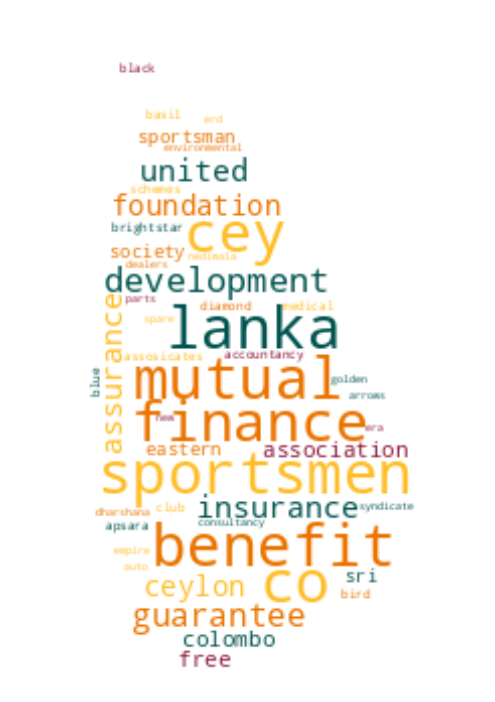 black
basil
erd
sportsman
environmental
united
schemes
foundation
brightstar
cey
society
nedimala
dealers
development
assurance
parts
diamond
medical
spare
lanka
assosicates
accountancy
mutual
golden
blue
arrows
finance
new
era
eastern
association
sportsmen
dharshana
club
insurance
syndicate
apsara
consultancy
benefit
empire
auto
ceylon
co
sri
bird
guarantee
colombo
free